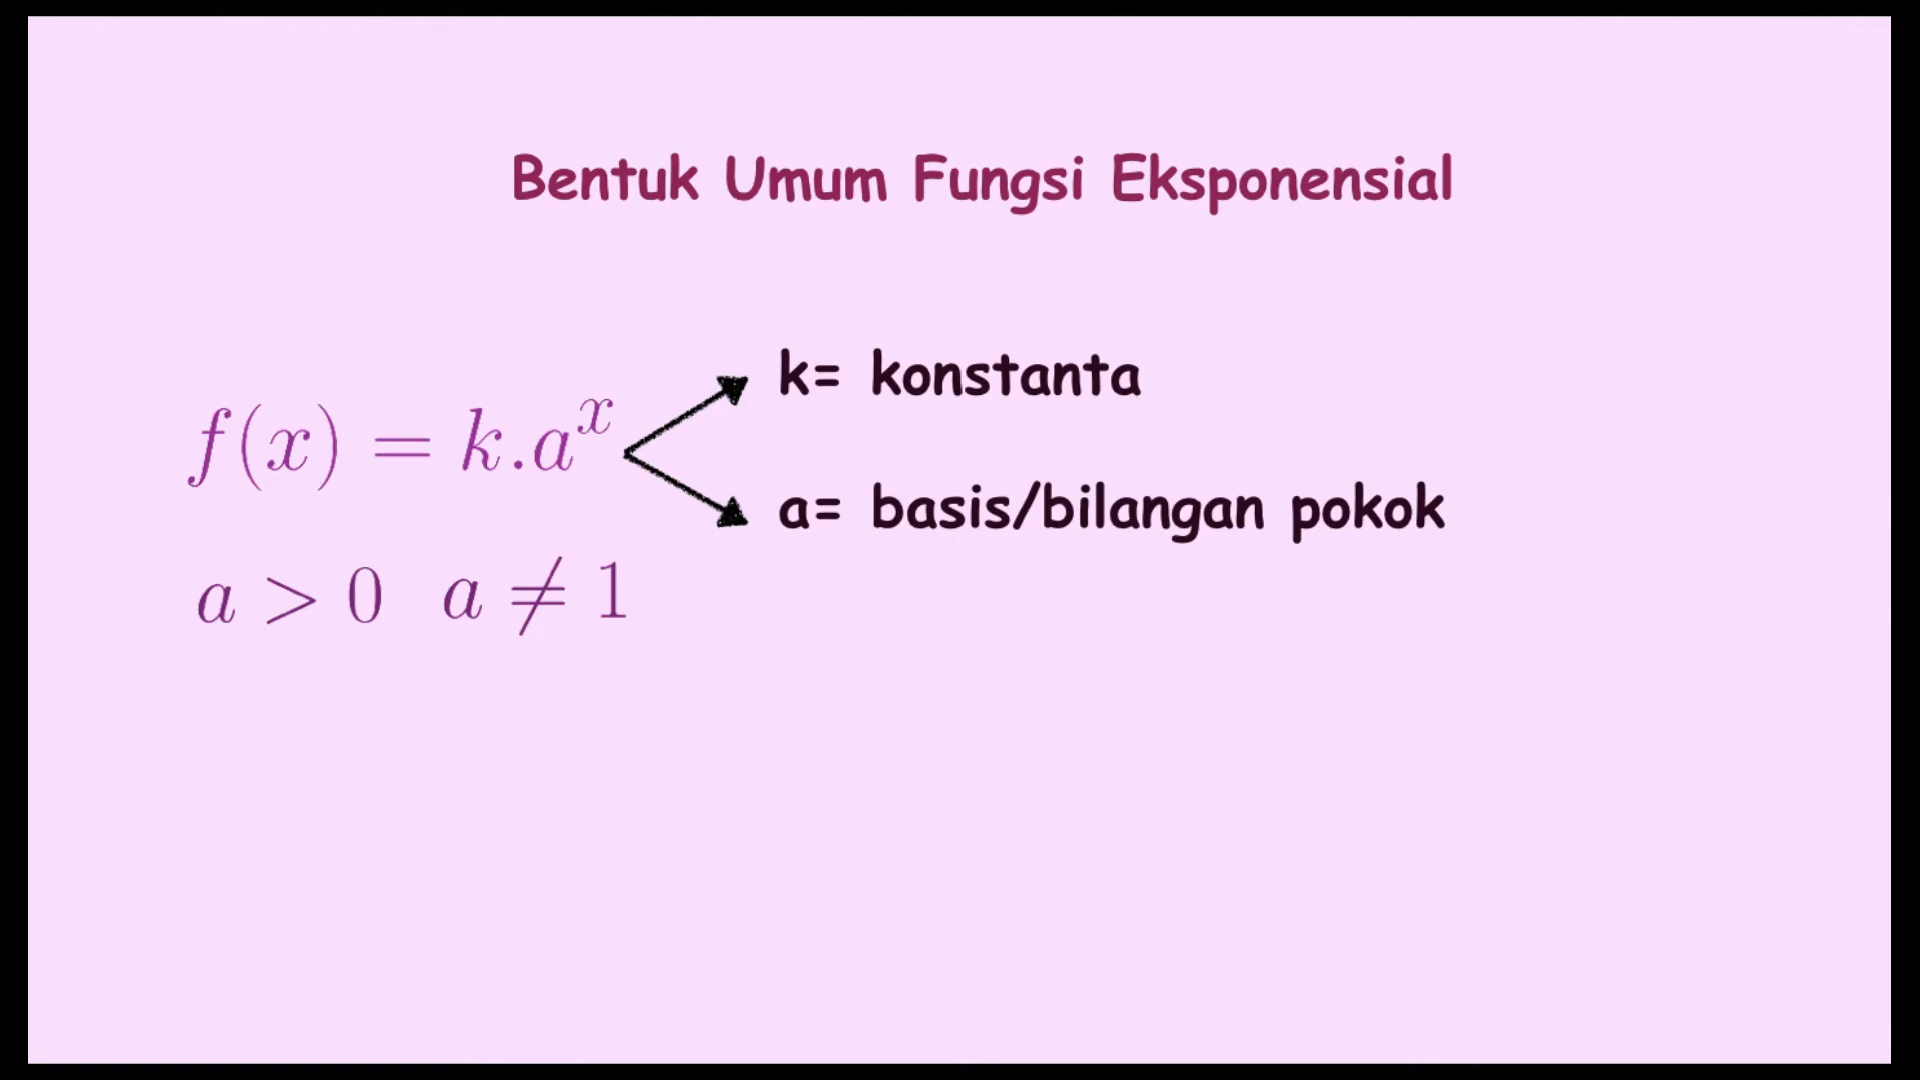 Bentuk Umum Fungsi Eksponensial
k= konstanta
f(x) = k.a^x
a= basis/bilangan pokok
a > 0 a ≠ 1